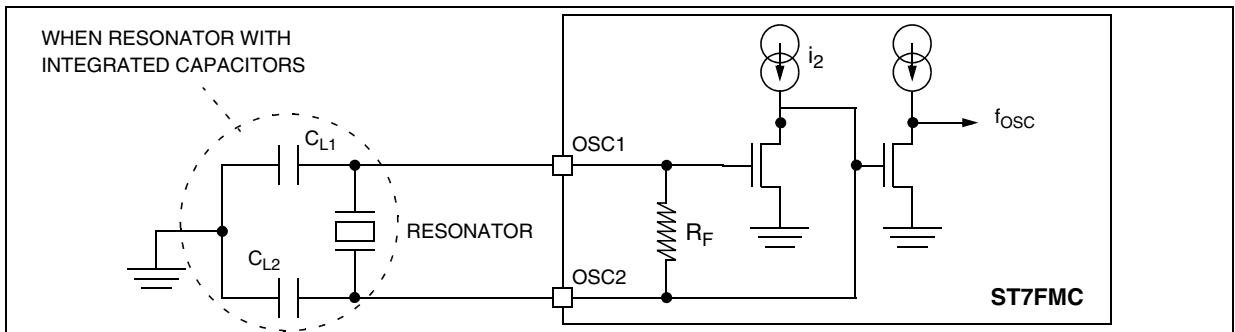 WHEN RESONATOR WITH
INTEGRATED CAPACITORS
i2
fOSC
CL1
OSC1
RESONATOR
RF
CL2
OSC2
ST7FMC